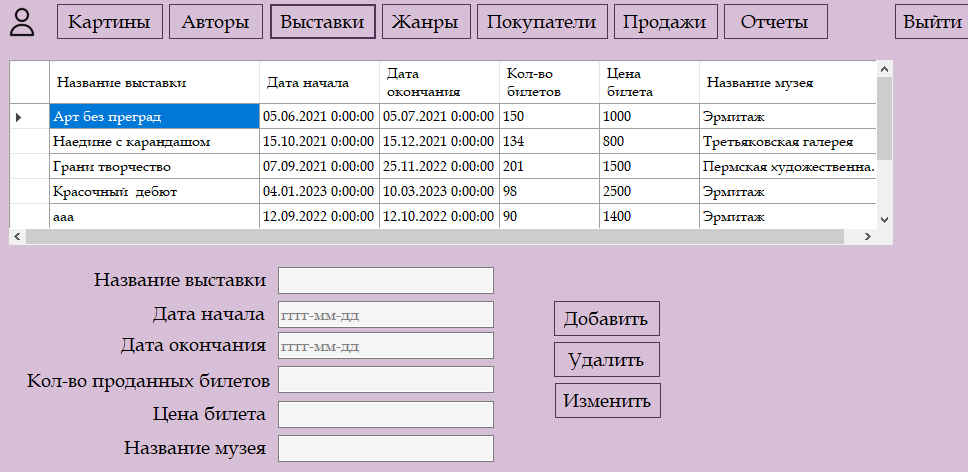 Картины Авторы Выставки Жанры Покупатели Продажи Отчеты Выйти
Название выставки Дата начала Дата окончания Кол-во билетов Цена билета Название музея
Арт без преград 05.06.2021 0:00:00 05.07.2021 0:00:00 150 1000 Эрмитаж
Наедине с карандашом 15.10.2021 0:00:00 15.12.2021 0:00:00 134 800 Третьяковская галерея
Грани творчество 07.09.2021 0:00:00 25.11.2022 0:00:00 201 1500 Пермская художественна.
Красочный дебют 04.01.2023 0:00:00 10.03.2023 0:00:00 98 2500 Эрмитаж
ааа 12.09.2022 0:00:00 12.10.2022 0:00:00 90 1400 Эрмитаж
Название выставки
Дата начала гггг-мм-дд
Дата окончания гггг-мм-дд
Кол-во проданных билетов
Цена билета
Название музея
Добавить
Удалить
Изменить